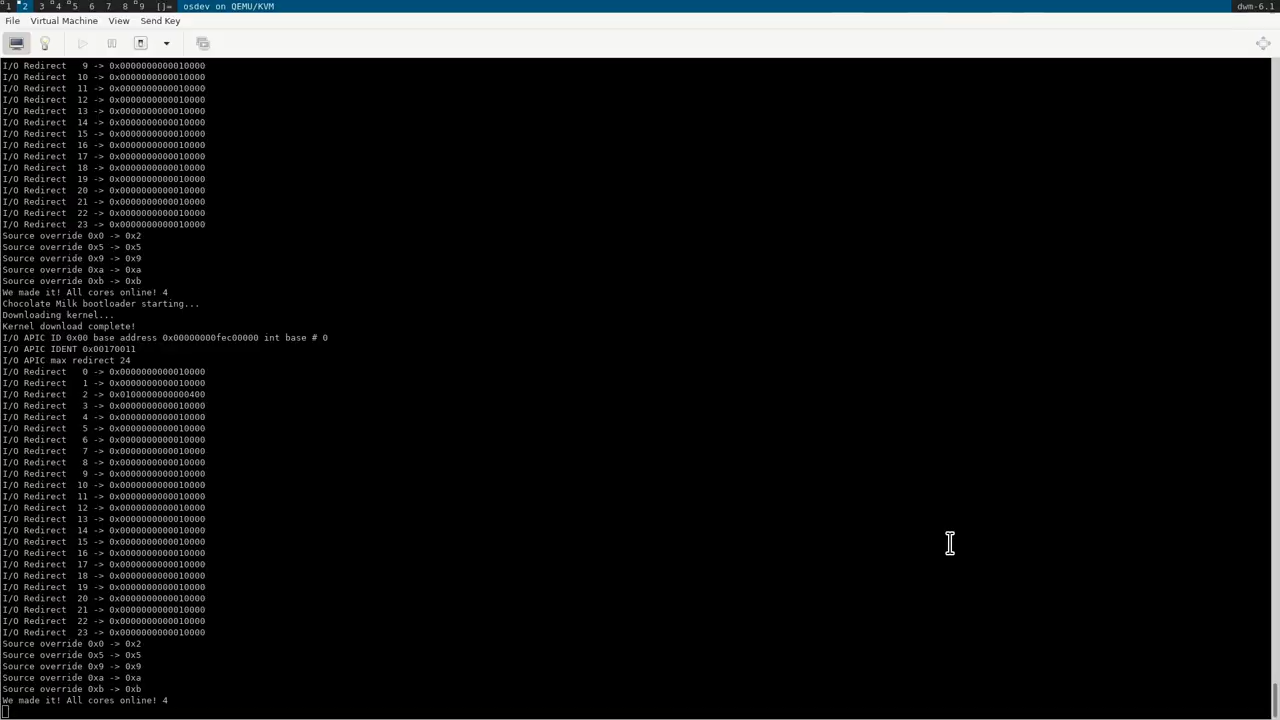 1 2 3 4 5 6 7 8 9 []= osdev on QEMU/KVM dwm-6.1
File Virtual Machine View Send Key
I/O Redirect   9 -> 0x0000000000010000
I/O Redirect  10 -> 0x0000000000010000
I/O Redirect  11 -> 0x0000000000010000
I/O Redirect  12 -> 0x0000000000010000
I/O Redirect  13 -> 0x0000000000010000
I/O Redirect  14 -> 0x0000000000010000
I/O Redirect  15 -> 0x0000000000010000
I/O Redirect  16 -> 0x0000000000010000
I/O Redirect  17 -> 0x0000000000010000
I/O Redirect  18 -> 0x0000000000010000
I/O Redirect  19 -> 0x0000000000010000
I/O Redirect  20 -> 0x0000000000010000
I/O Redirect  21 -> 0x0000000000010000
I/O Redirect  22 -> 0x0000000000010000
I/O Redirect  23 -> 0x0000000000010000
Source override 0x0 -> 0x2
Source override 0x5 -> 0x5
Source override 0x9 -> 0x9
Source override 0xa -> 0xa
Source override 0xb -> 0xb
We made it! All cores online! 4
Chocolate Milk bootloader starting...
Downloading kernel...
Kernel download complete!
I/O APIC ID 0x00 base address 0x00000000fec00000 int base # 0
I/O APIC IDENT 0x00170011
I/O APIC max redirect 24
I/O Redirect   0 -> 0x0000000000010000
I/O Redirect   1 -> 0x0000000000010000
I/O Redirect   2 -> 0x0100000000000400
I/O Redirect   3 -> 0x0000000000010000
I/O Redirect   4 -> 0x0000000000010000
I/O Redirect   5 -> 0x0000000000010000
I/O Redirect   6 -> 0x0000000000010000
I/O Redirect   7 -> 0x0000000000010000
I/O Redirect   8 -> 0x0000000000010000
I/O Redirect   9 -> 0x0000000000010000
I/O Redirect  10 -> 0x0000000000010000
I/O Redirect  11 -> 0x0000000000010000
I/O Redirect  12 -> 0x0000000000010000
I/O Redirect  13 -> 0x0000000000010000
I/O Redirect  14 -> 0x0000000000010000
I/O Redirect  15 -> 0x0000000000010000
I/O Redirect  16 -> 0x0000000000010000
I/O Redirect  17 -> 0x0000000000010000
I/O Redirect  18 -> 0x0000000000010000
I/O Redirect  19 -> 0x0000000000010000
I/O Redirect  20 -> 0x0000000000010000
I/O Redirect  21 -> 0x0000000000010000
I/O Redirect  22 -> 0x0000000000010000
I/O Redirect  23 -> 0x0000000000010000
Source override 0x0 -> 0x2
Source override 0x5 -> 0x5
Source override 0x9 -> 0x9
Source override 0xa -> 0xa
Source override 0xb -> 0xb
We made it! All cores online! 4